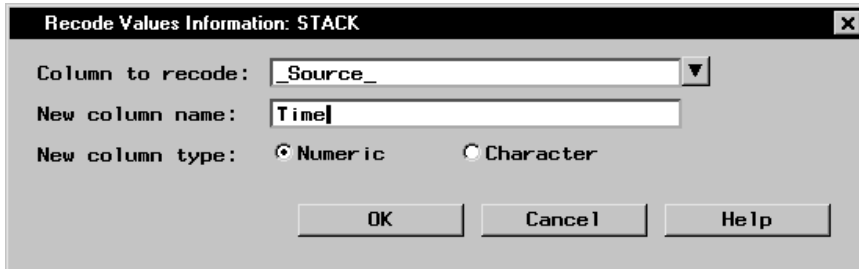 Recode Values Information: STACK
Column to recode: _Source_
New column name: Time
New column type: Numeric Character
OK Cancel Help